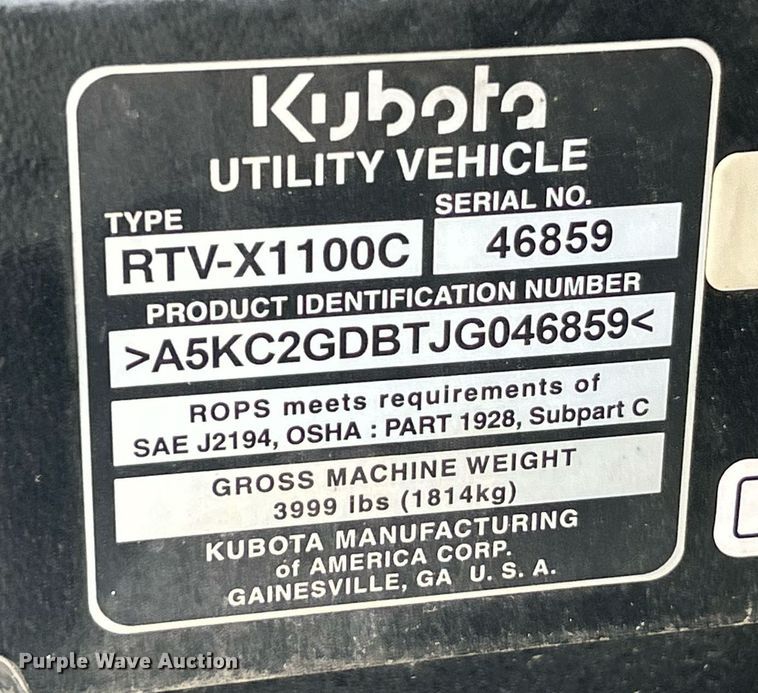 Kubota
UTILITY VEHICLE
TYPE
SERIAL NO.
RTV-X1100C
46859
PRODUCT IDENTIFICATION NUMBER
>A5KC2GDBTJG046859<
ROPS meets requirements of
SAE J2194, OSHA : PART 1928, Subpart C
GROSS MACHINE WEIGHT
3999 lbs (1814kg)
KUBOTA MANUFACTURING
of AMERICA CORP.
GAINESVILLE, GA U. S. A.
Purple Wave Auction